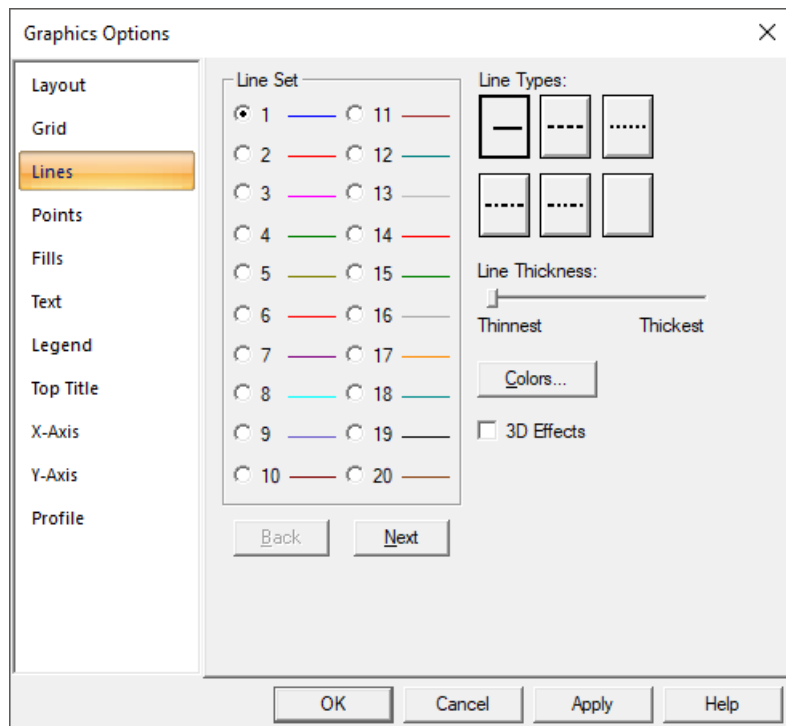 Graphics Options
Layout
Grid
Lines
Points
Fills
Text
Legend
Top Title
X-Axis
Y-Axis
Profile
Line Set
1 11
2 12
3 13
4 14
5 15
6 16
7 17
8 18
9 19
10 20
Back Next
Line Types:
Line Thickness:
Thinnest Thickest
Colors...
3D Effects
OK Cancel Apply Help